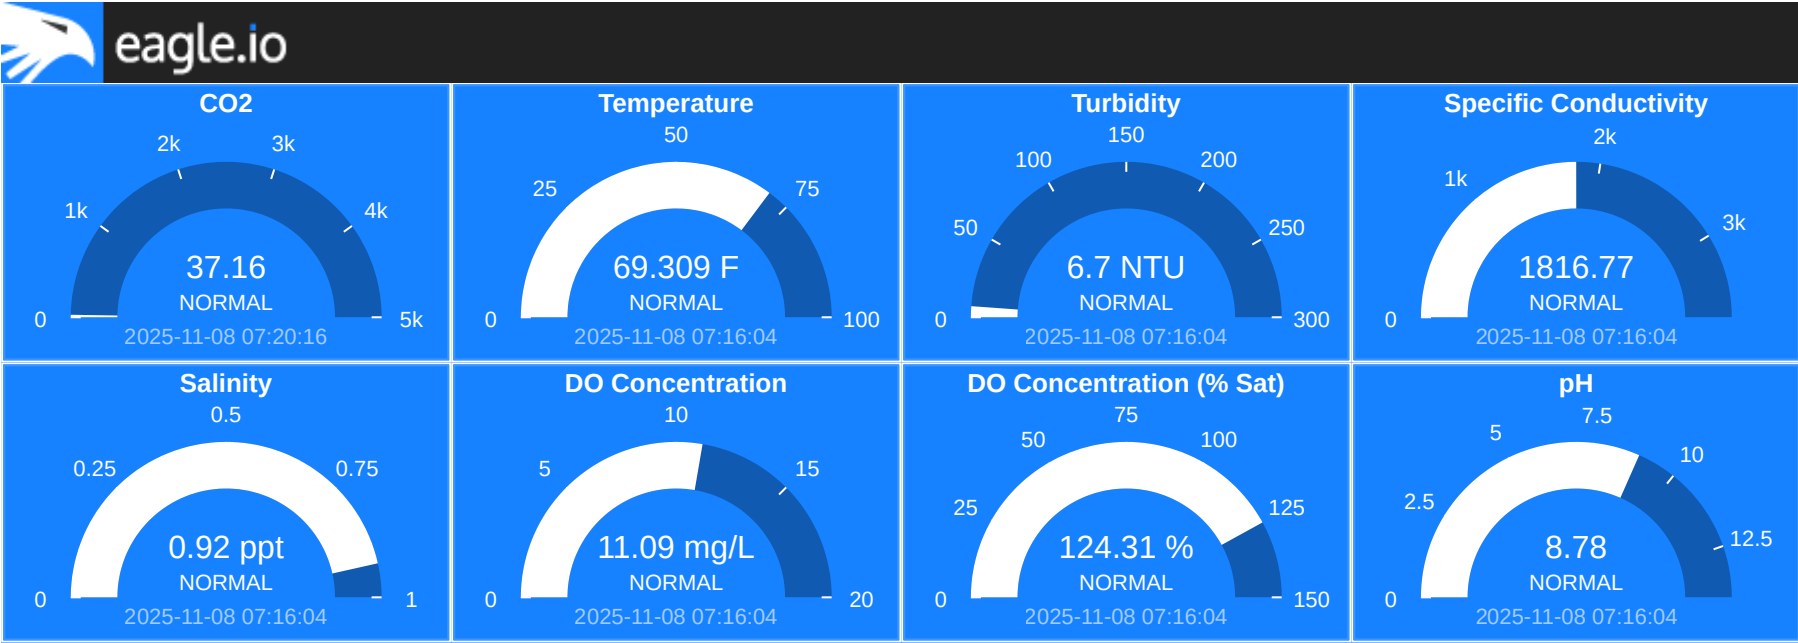 eagle.io
CO2
2k
3k
1k
4k
37.16
NORMAL
0
5k
2025-11-08 07:20:16
Temperature
50
25
75
69.309 F
NORMAL
0
100
2025-11-08 07:16:04
Turbidity
150
100
200
50
250
6.7 NTU
NORMAL
0
300
2025-11-08 07:16:04
Specific Conductivity
2k
1k
3k
1816.77
NORMAL
0
2025-11-08 07:16:04
Salinity
0.5
0.25
0.75
0.92 ppt
NORMAL
0
1
2025-11-08 07:16:04
DO Concentration
10
5
15
11.09 mg/L
NORMAL
0
20
2025-11-08 07:16:04
DO Concentration (% Sat)
75
50
100
25
125
124.31 %
NORMAL
0
150
2025-11-08 07:16:04
pH
7.5
5
10
2.5
12.5
8.78
NORMAL
0
2025-11-08 07:16:04